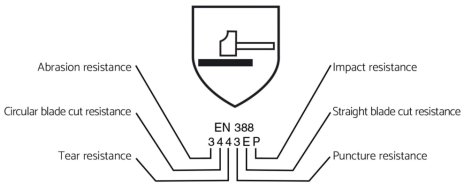 Abrasion resistance
Impact resistance
Circular blade cut resistance
Straight blade cut resistance
EN 388
3443EP
Tear resistance
Puncture resistance